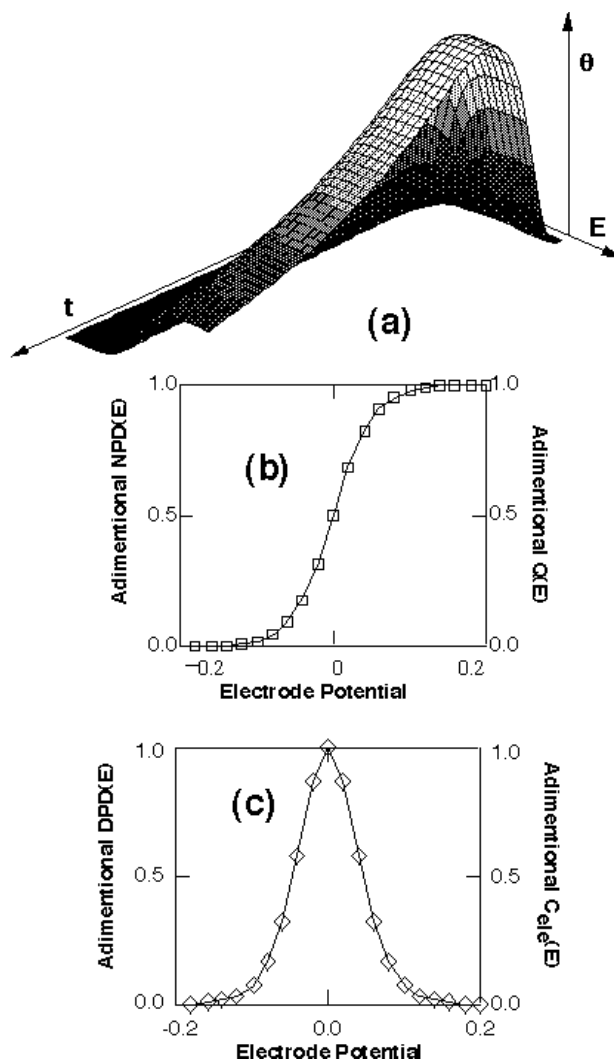 θ
E
t
(a)
1.0
1.0
(b)
Adimentional NPD(E)
Adimentional Q(E)
0.5
0.5
0.0
0.0
−0.2
0
0.2
Electrode Potential
1.0
1.0
(c)
Adimentional DPD(E)
Adimentional Cele(E)
0.5
0.5
0.0
0.0
-0.2
0.0
0.2
Electrode Potential